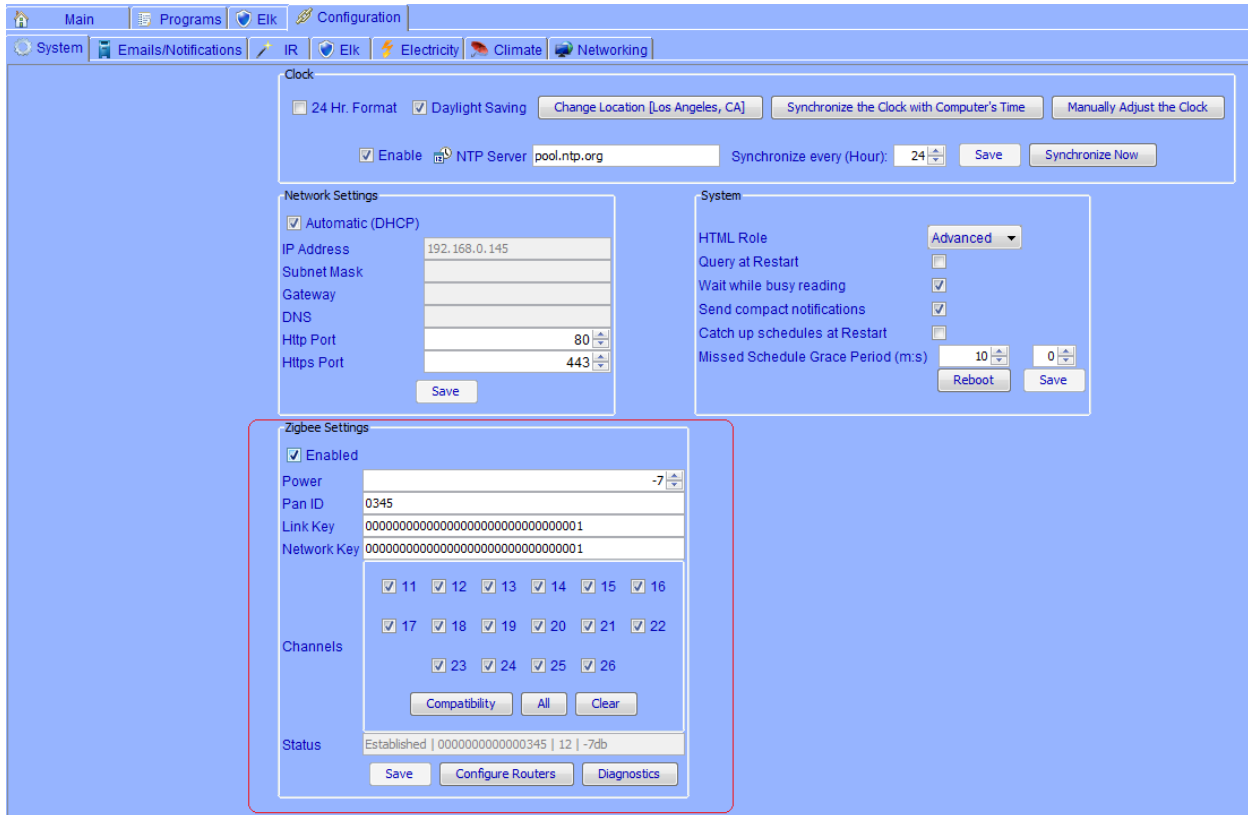 Main Programs Elk Configuration
System Emails/Notifications IR Elk Electricity Climate Networking
Clock
24 Hr. Format Daylight Saving Change Location [Los Angeles, CA] Synchronize the Clock with Computer's Time Manually Adjust the Clock
Enable NTP Server pool.ntp.org Synchronize every (Hour): 24 Save Synchronize Now
Network Settings
Automatic (DHCP)
IP Address 192.168.0.145
Subnet Mask
Gateway
DNS
Http Port 80
Https Port 443
Save
System
HTML Role Advanced
Query at Restart
Wait while busy reading
Send compact notifications
Catch up schedules at Restart
Missed Schedule Grace Period (m:s) 10 0
Reboot Save
Zigbee Settings
Enabled
Power -7
Pan ID 0345
Link Key 00000000000000000000000000000001
Network Key 00000000000000000000000000000001
Channels
11 12 13 14 15 16
17 18 19 20 21 22
23 24 25 26
Compatibility All Clear
Status Established | 0000000000000345 | 12 | -7db
Save Configure Routers Diagnostics